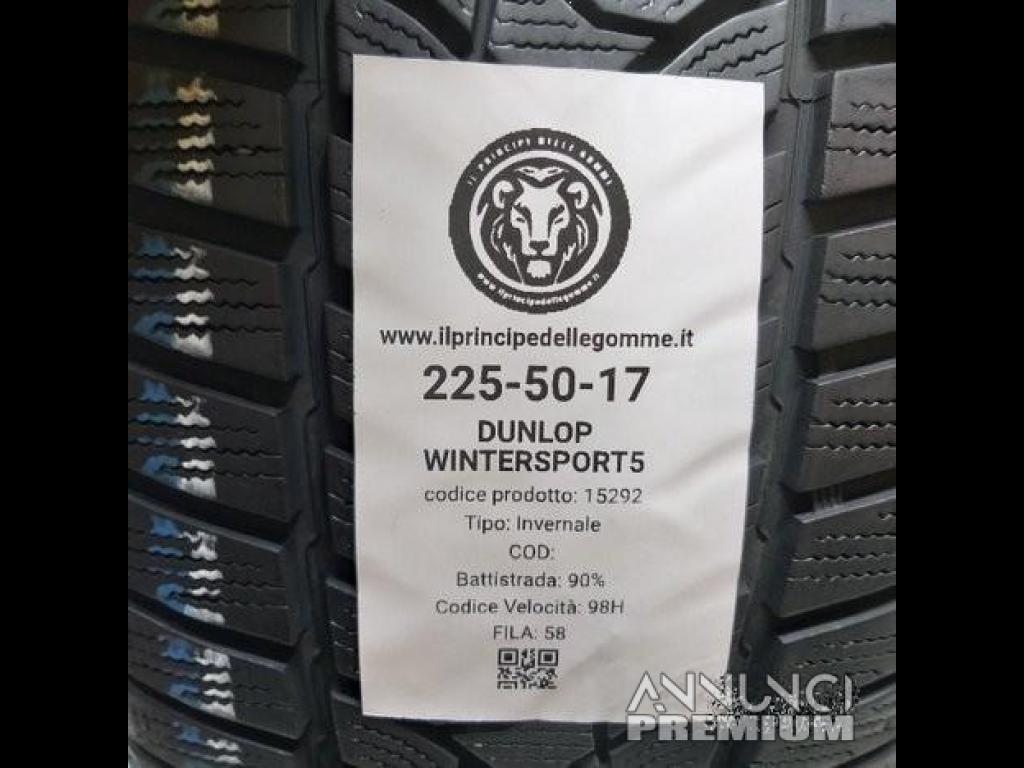 IL PRINCIPE DELLE GOMME
www.ilprincipedellegomme.it
www.ilprincipedellegomme.it
225-50-17
DUNLOP
WINTERSPORT5
codice prodotto: 15292
Tipo: Invernale
COD:
Battistrada: 90%
Codice Velocità: 98H
FILA: 58
ANNUNCI
PREMIUM